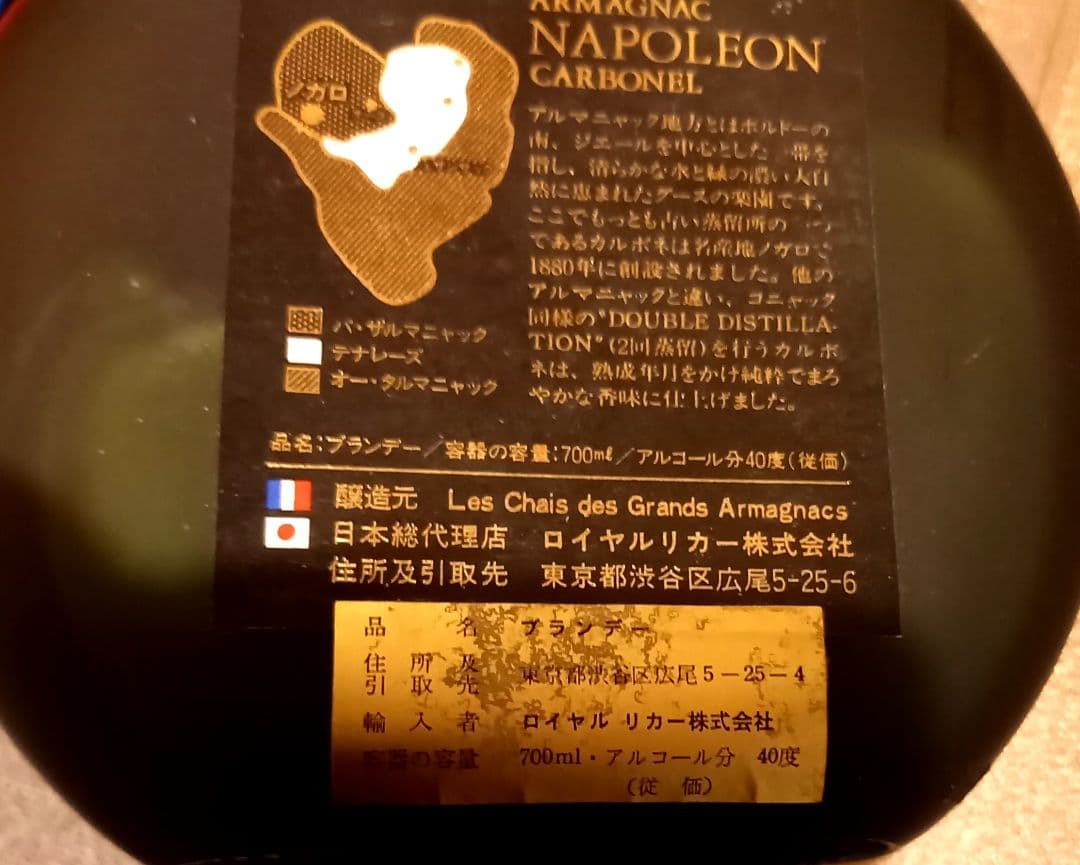 ARMAGNAC
NAPOLEON
CARBONEL
ノガロ
アルマニャック地方とはボルドーの
南、ジェールを中心とした一帯を
指し、清らかな水と緑の濃い大自
然に恵まれたグースの楽園です。
ここでもっとも古い蒸留所の一つ
であるカルボネは名産地ノガロで
1880年に創設されました。他の
アルマニャックと違い、コニャック
同様の"DOUBLE DISTILLA-
TION"(2回蒸留)を行うカルボ
ネは、熟成年月をかけ純粋でまろ
やかな香味に仕上げました。
バ・ザルマニャック
テナレーズ
オー・タルマニャック
品名:ブランデー/容器の容量:700mℓ/アルコール分40度(従価)
醸造元 Les Chais des Grands Armagnacs
日本総代理店 ロイヤルリカー株式会社
住所及引取先 東京都渋谷区広尾5-25-6
品名 ブランデー
住所及引取先 東京都渋谷区広尾5-25-4
輸入者 ロイヤル リカー株式会社
容器の容量 700ml・アルコール分 40度
(従 価)